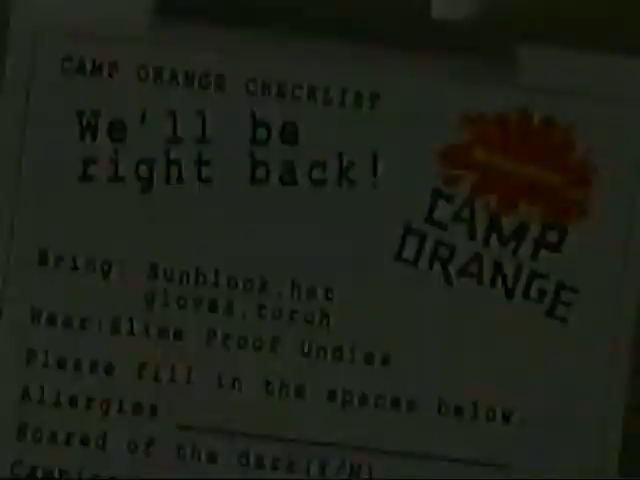 CAMP ORANGE CHECKLIST
We'll be
right back!
CAMP
ORANGE
Bring: Sunblock,hat
gloves,torch
Wear:Slime Proof Undies
Please fill in the spaces below.
Allergies
Scared of the dark(Y/N)